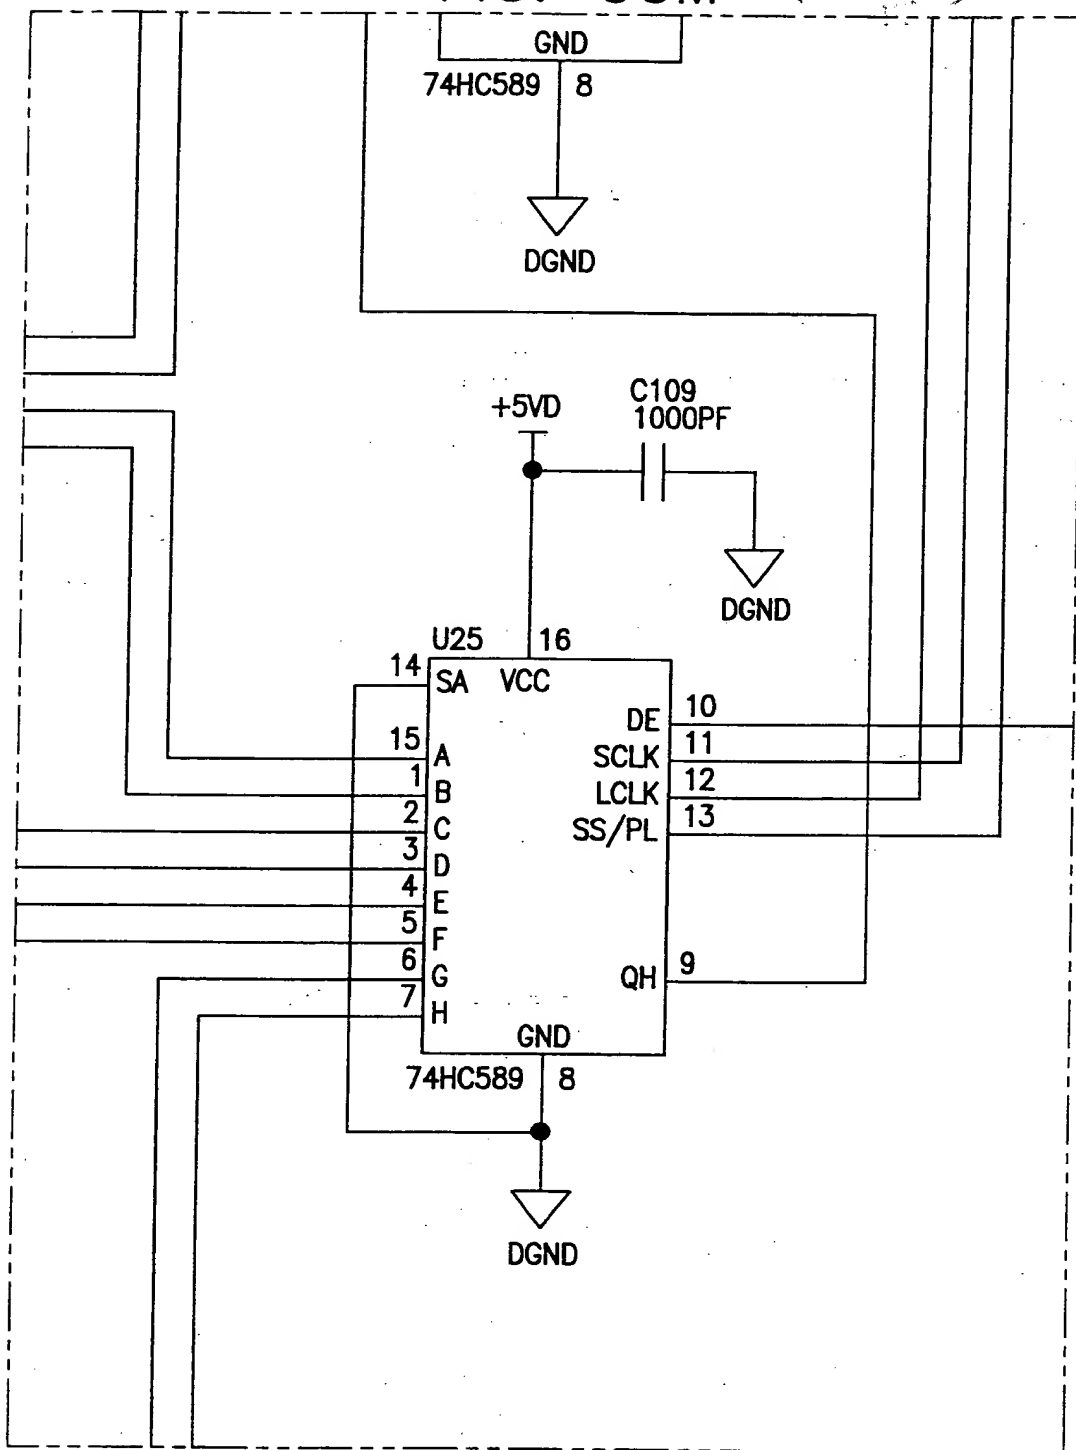 GND
74HC589 8
DGND
C109
+5VD 1000PF
DGND
U25 16
14 SA VCC
DE 10
15 A SCLK 11
1 B LCLK 12
2 C SS/PL 13
3 D
4 E
5 F
6 G QH 9
7 H
GND
74HC589 8
DGND